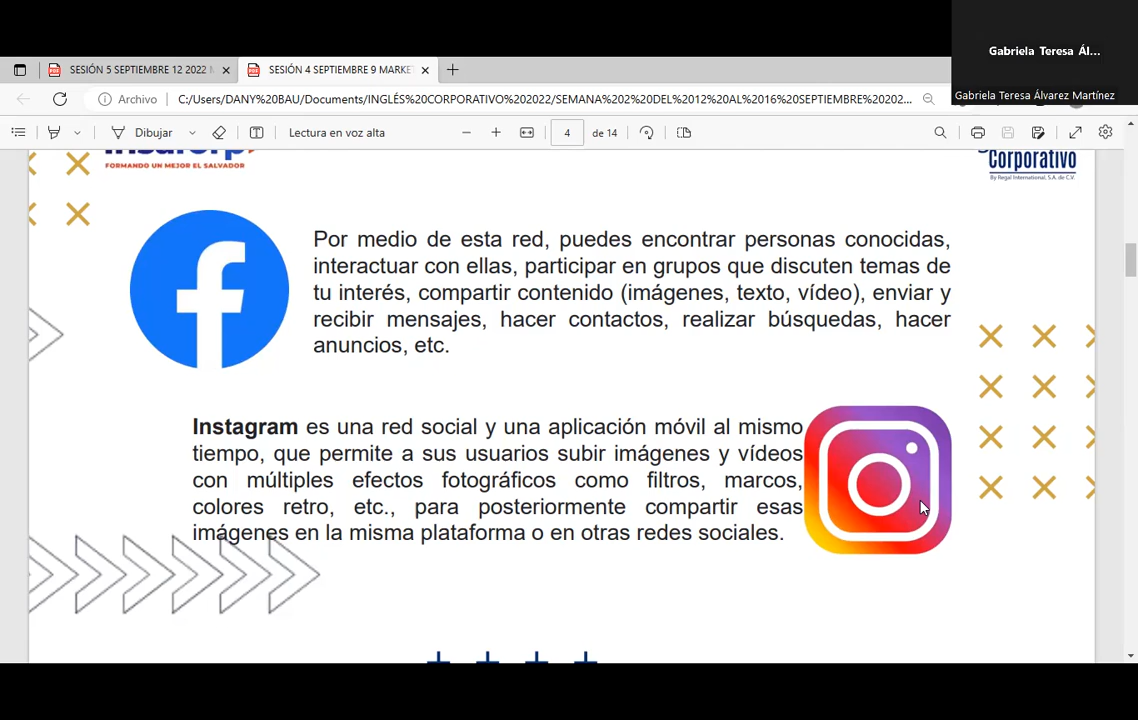 Gabriela Teresa Ál...
Gabriela Teresa Álvarez Martínez
SESIÓN 5 SEPTIEMBRE 12 2022
SESIÓN 4 SEPTIEMBRE 9 MARKE
Archivo
C:/Users/DANY%20BAU/Documents/INGLÉS%20CORPORATIVO%202022/SEMANA%202%20DEL%2012%20AL%2016%20SEPTIEMBRE%20202...
Dibujar
Lectura en voz alta
4
de 14
FORMANDO UN MEJOR EL SALVADOR
Corporativo
By Regal International, S.A. de C.V.
Por medio de esta red, puedes encontrar personas conocidas,
interactuar con ellas, participar en grupos que discuten temas de
tu interés, compartir contenido (imágenes, texto, vídeo), enviar y
recibir mensajes, hacer contactos, realizar búsquedas, hacer
anuncios, etc.
Instagram es una red social y una aplicación móvil al mismo
tiempo, que permite a sus usuarios subir imágenes y vídeos
con múltiples efectos fotográficos como filtros, marcos,
colores retro, etc., para posteriormente compartir esas
imágenes en la misma plataforma o en otras redes sociales.